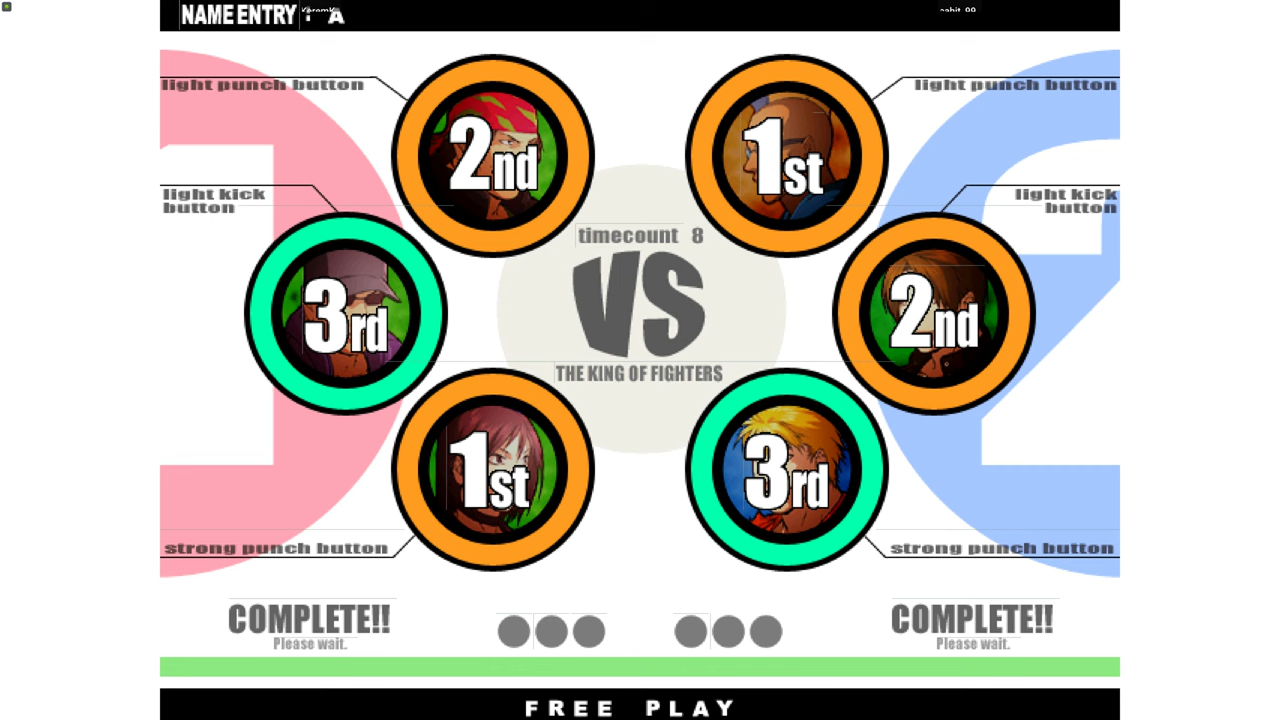 NAME ENTRY : A
light punch button
light punch button
2nd
1st
light kick
button
light kick
button
timecount 8
VS
3rd
2nd
THE KING OF FIGHTERS
1st
3rd
strong punch button
strong punch button
COMPLETE!!
Please wait.
COMPLETE!!
Please wait.
FREE PLAY